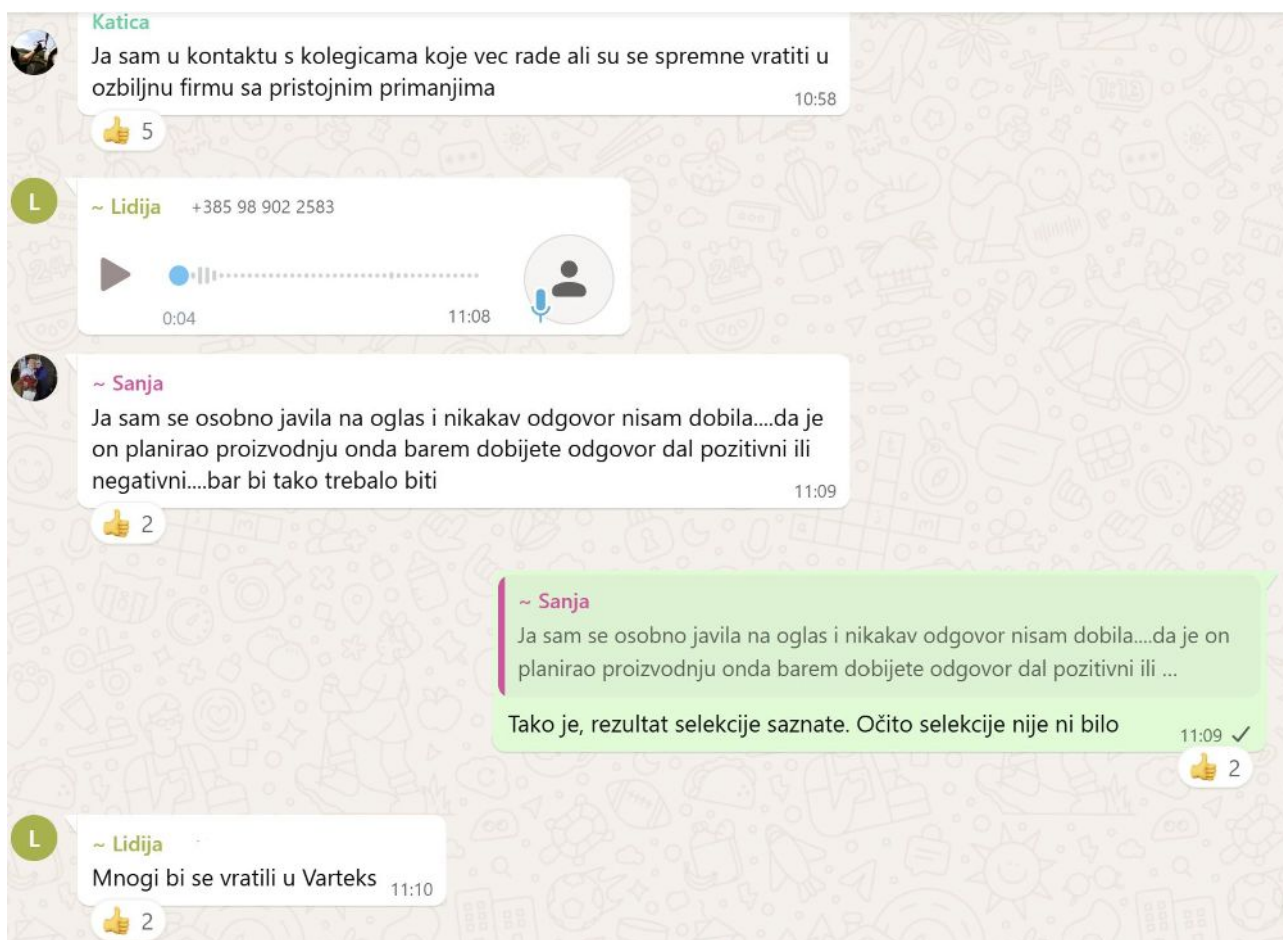 Katica
Ja sam u kontaktu s kolegicama koje vec rade ali su se spremne vratiti u
ozbiljnu firmu sa pristojnim primanjima
10:58
👍 5
L
~ Lidija +385 98 902 2583
0:04 11:08
~ Sanja
Ja sam se osobno javila na oglas i nikakav odgovor nisam dobila....da je
on planirao proizvodnju onda barem dobijete odgovor dal pozitivni ili
negativni....bar bi tako trebalo biti
11:09
👍 2
~ Sanja
Ja sam se osobno javila na oglas i nikakav odgovor nisam dobila....da je on
planirao proizvodnju onda barem dobijete odgovor dal pozitivni ili ...
Tako je, rezultat selekcije saznate. Očito selekcije nije ni bilo
11:09
👍 2
L
~ Lidija
Mnogi bi se vratili u Varteks 11:10
👍 2